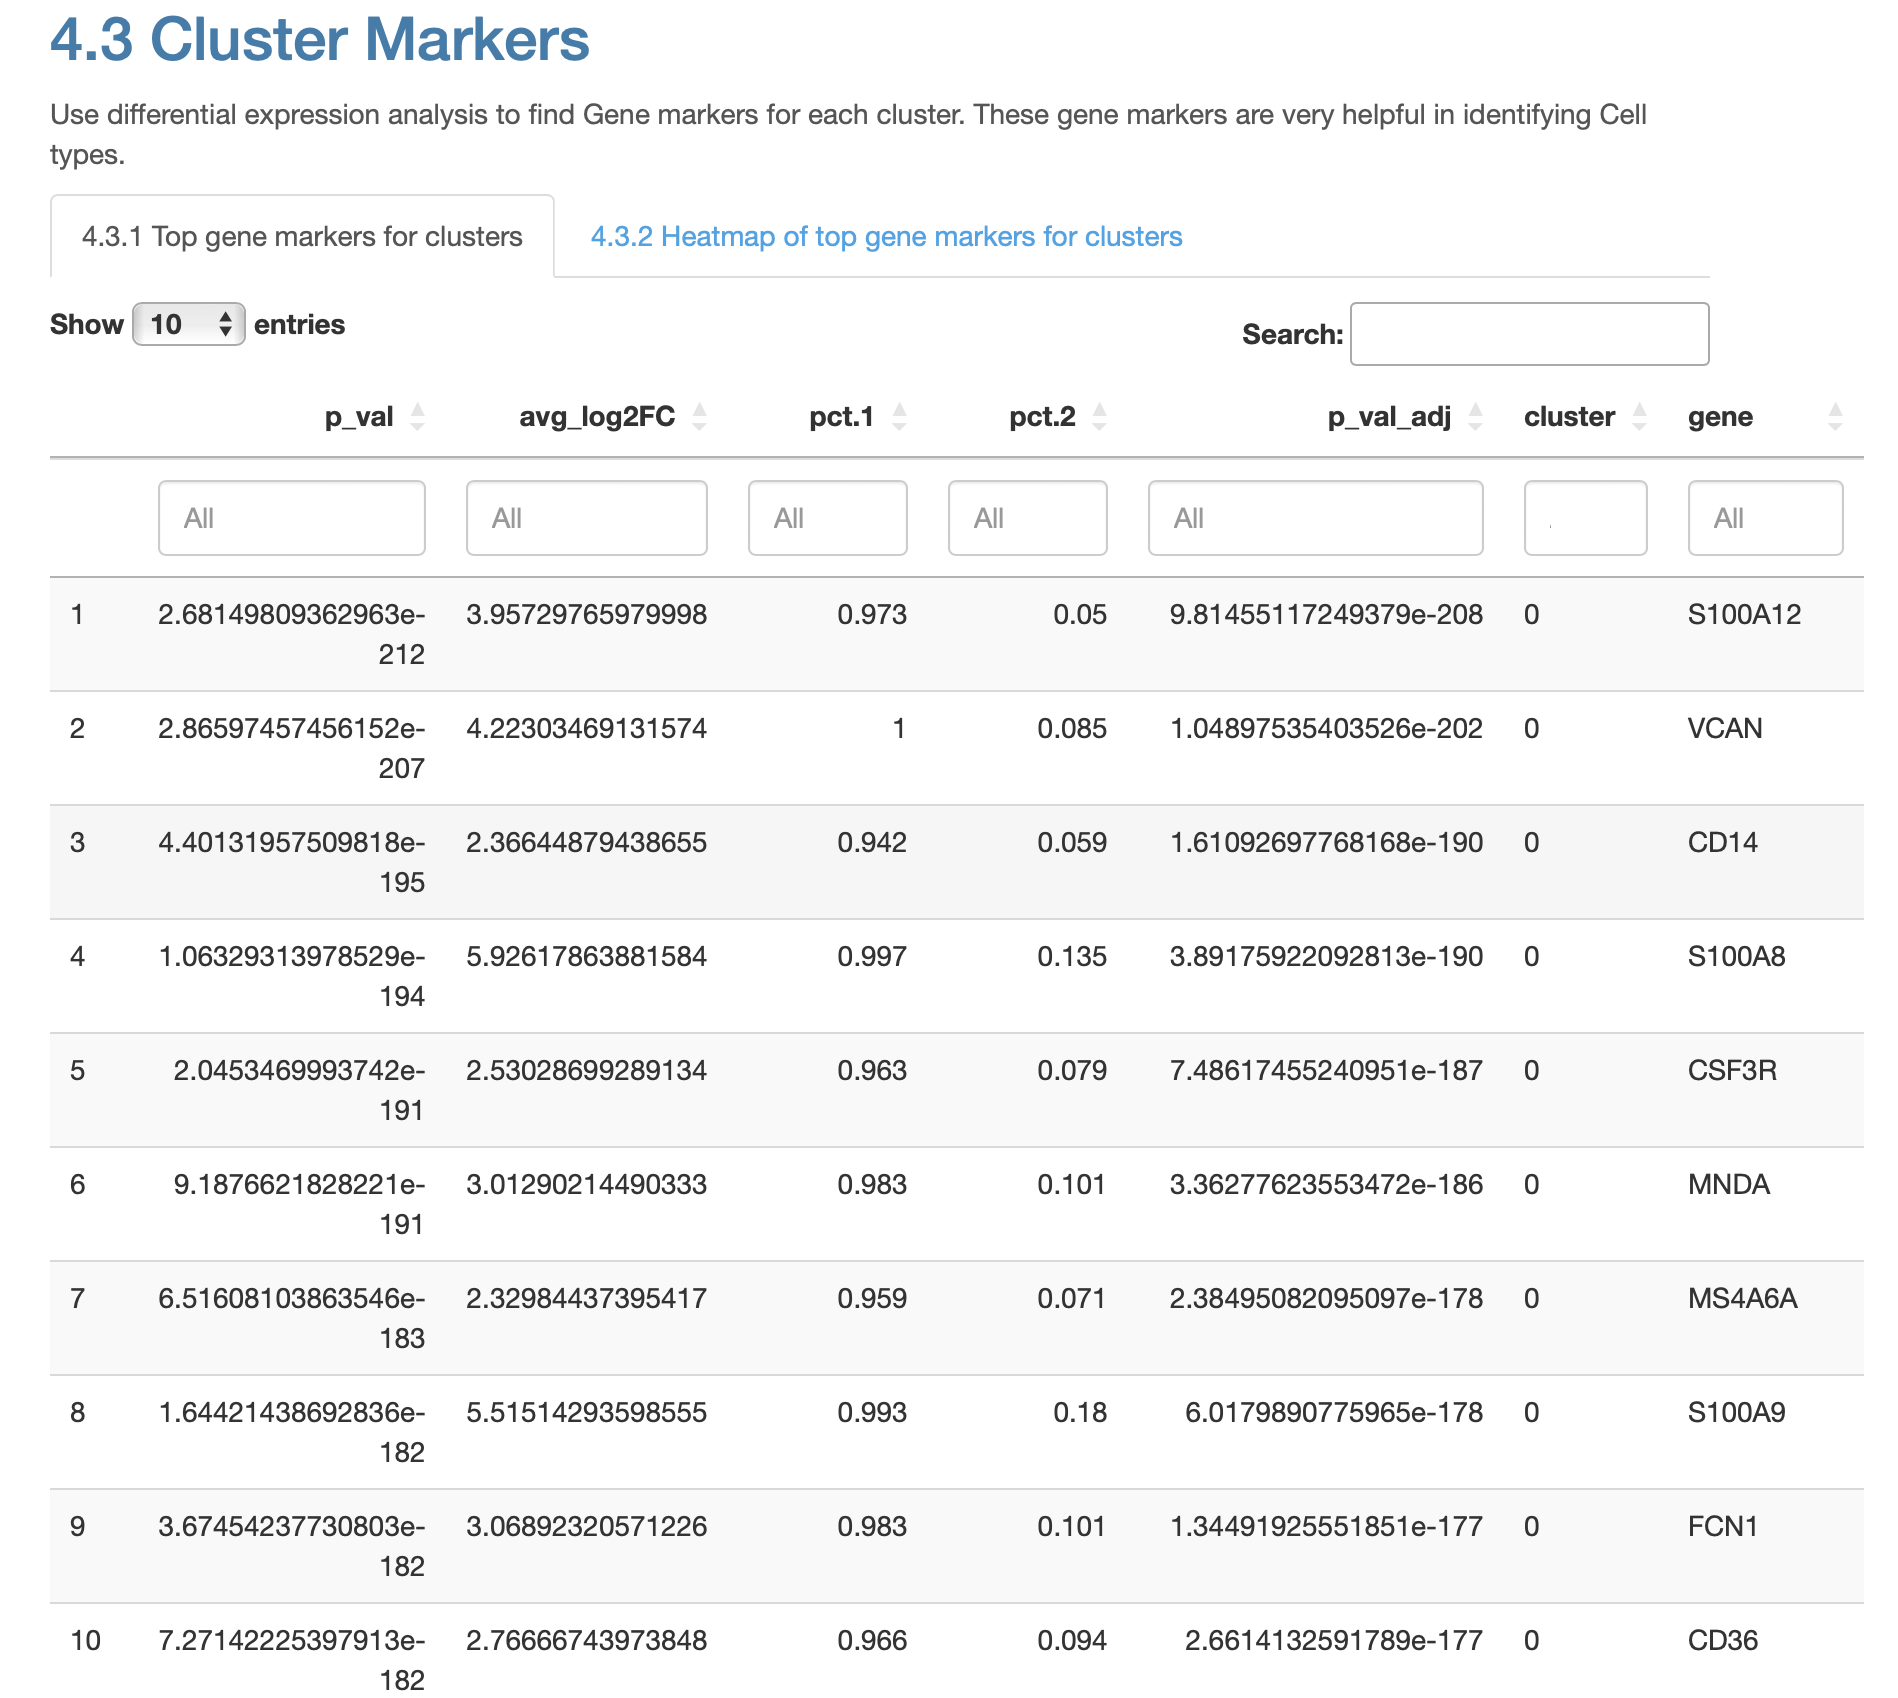 4.3 Cluster Markers
Use differential expression analysis to find Gene markers for each cluster. These gene markers are very helpful in identifying Cell
types.
4.3.1 Top gene markers for clusters 4.3.2 Heatmap of top gene markers for clusters
Show 10 entries Search:
p_val avg_log2FC pct.1 pct.2 p_val_adj cluster gene
All All All All All All
1 2.68149809362963e- 3.95729765979998 0.973 0.05 9.81455117249379e-208 0 S100A12
212
2 2.86597457456152e- 4.22303469131574 1 0.085 1.04897535403526e-202 0 VCAN
207
3 4.40131957509818e- 2.36644879438655 0.942 0.059 1.61092697768168e-190 0 CD14
195
4 1.06329313978529e- 5.92617863881584 0.997 0.135 3.89175922092813e-190 0 S100A8
194
5 2.0453469993742e- 2.53028699289134 0.963 0.079 7.48617455240951e-187 0 CSF3R
191
6 9.1876621828221e- 3.01290214490333 0.983 0.101 3.36277623553472e-186 0 MNDA
191
7 6.51608103863546e- 2.32984437395417 0.959 0.071 2.38495082095097e-178 0 MS4A6A
183
8 1.64421438692836e- 5.51514293598555 0.993 0.18 6.0179890775965e-178 0 S100A9
182
9 3.67454237730803e- 3.06892320571226 0.983 0.101 1.34491925551851e-177 0 FCN1
182
10 7.27142225397913e- 2.76666743973848 0.966 0.094 2.6614132591789e-177 0 CD36
182